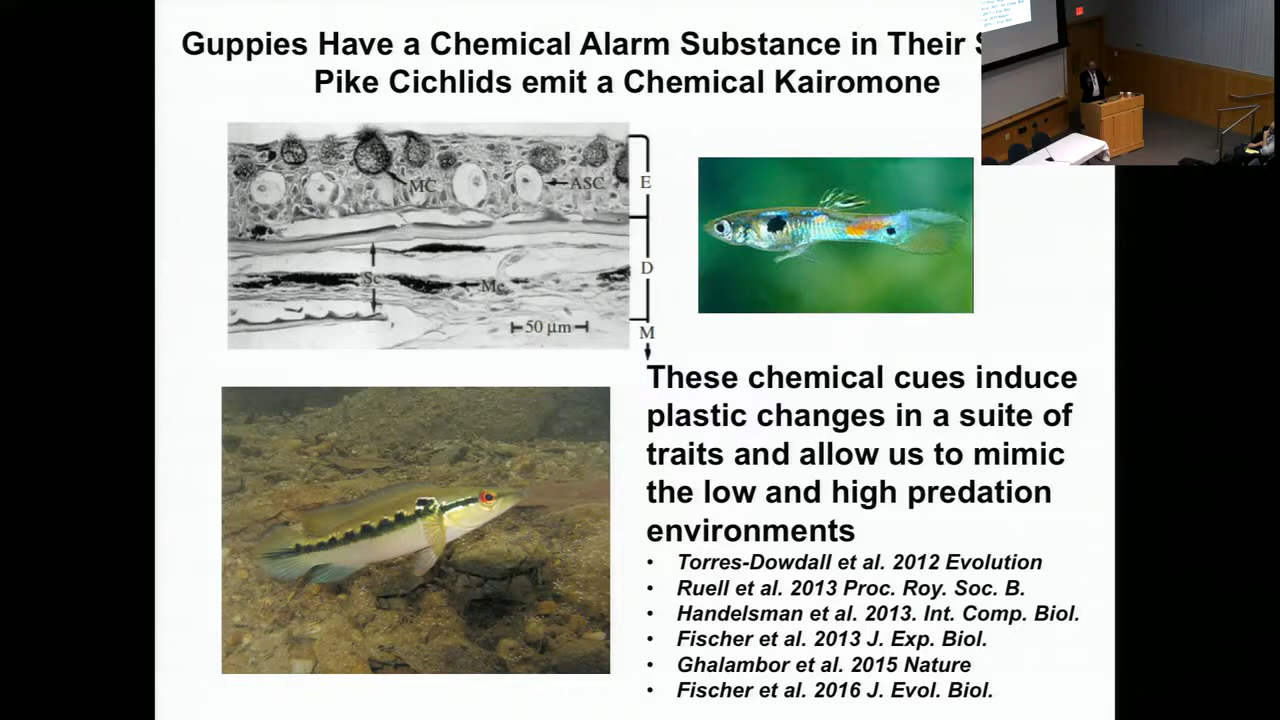 Guppies Have a Chemical Alarm Substance in Their
Pike Cichlids emit a Chemical Kairomone
MC
ASC
E
Sc
D
Me
50 µm
M
These chemical cues induce
plastic changes in a suite of
traits and allow us to mimic
the low and high predation
environments
• Torres-Dowdall et al. 2012 Evolution
• Ruell et al. 2013 Proc. Roy. Soc. B.
• Handelsman et al. 2013. Int. Comp. Biol.
• Fischer et al. 2013 J. Exp. Biol.
• Ghalambor et al. 2015 Nature
• Fischer et al. 2016 J. Evol. Biol.